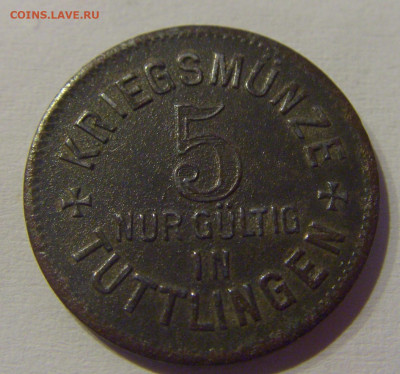 COINS.LAVE.RU
KRIEGSMÜNZE
5
NUR GÜLTIG
IN
TUTTLINGEN